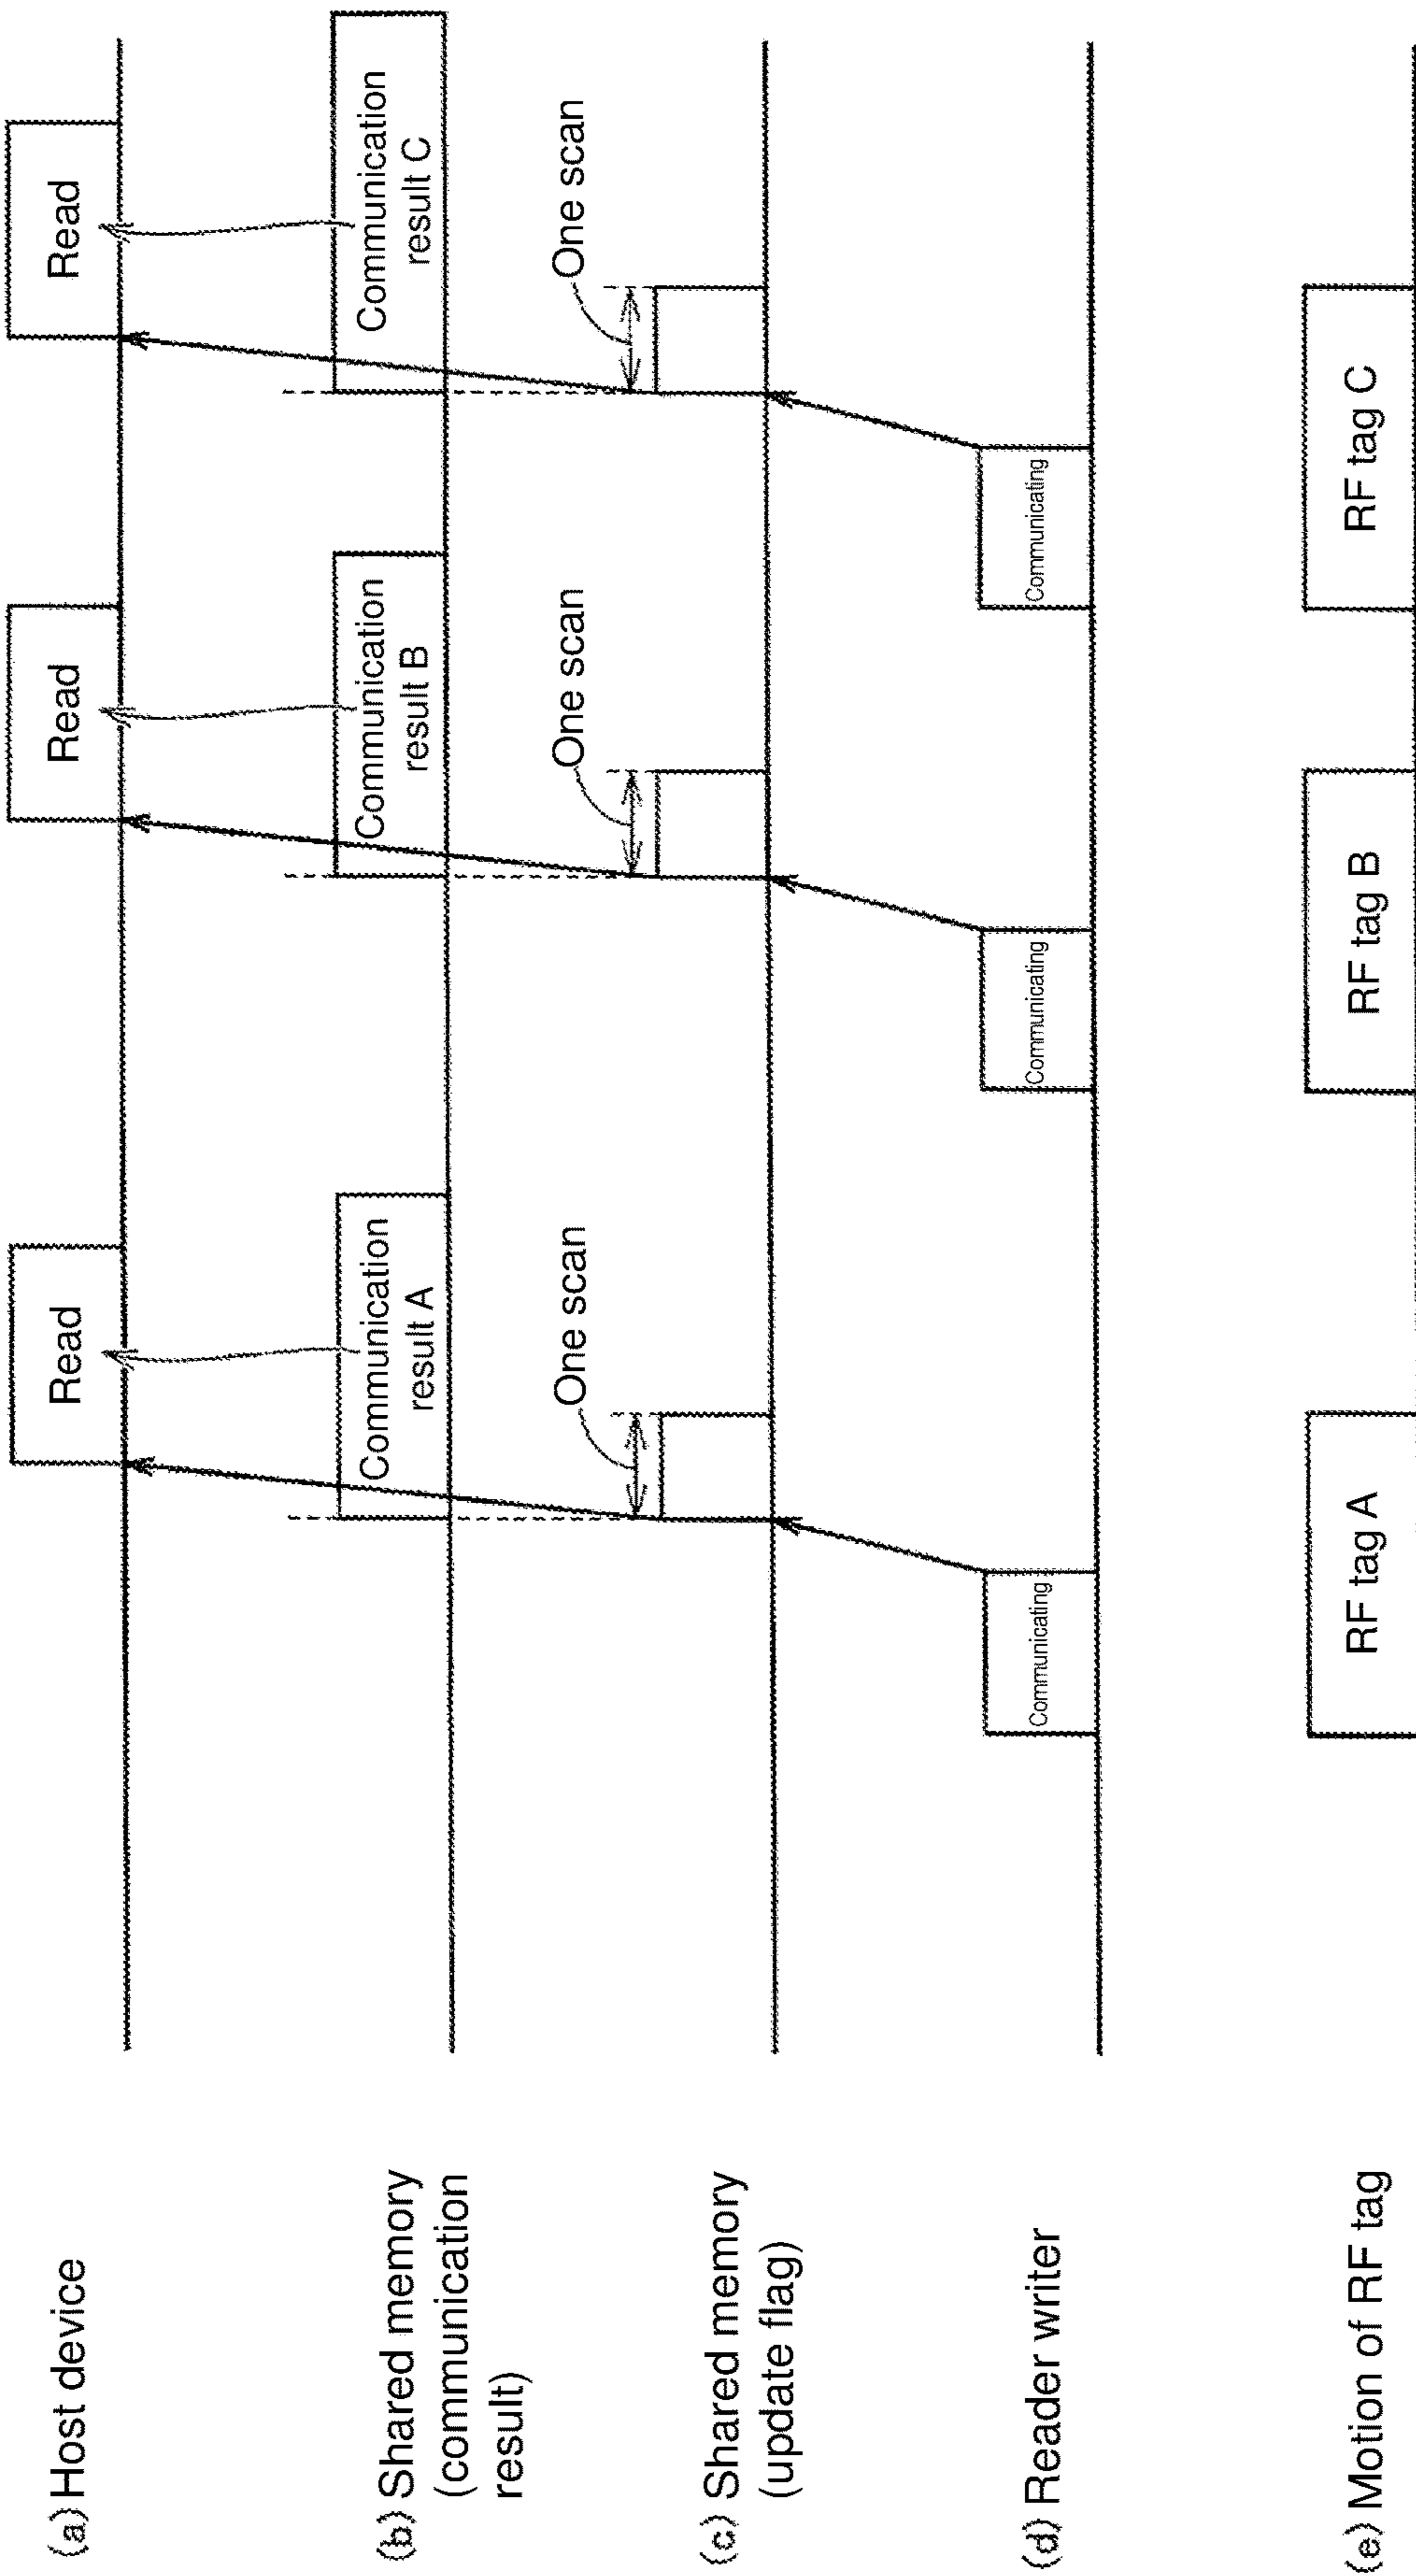 (a) Host device
Read
Read
Read
(b) Shared memory
(communication
result)
Communication
result A
Communication
result B
Communication
result C
(c) Shared memory
(update flag)
One scan
One scan
One scan
(d) Reader writer
Communicating
Communicating
Communicating
(e) Motion of RF tag
RF tag A
RF tag B
RF tag C